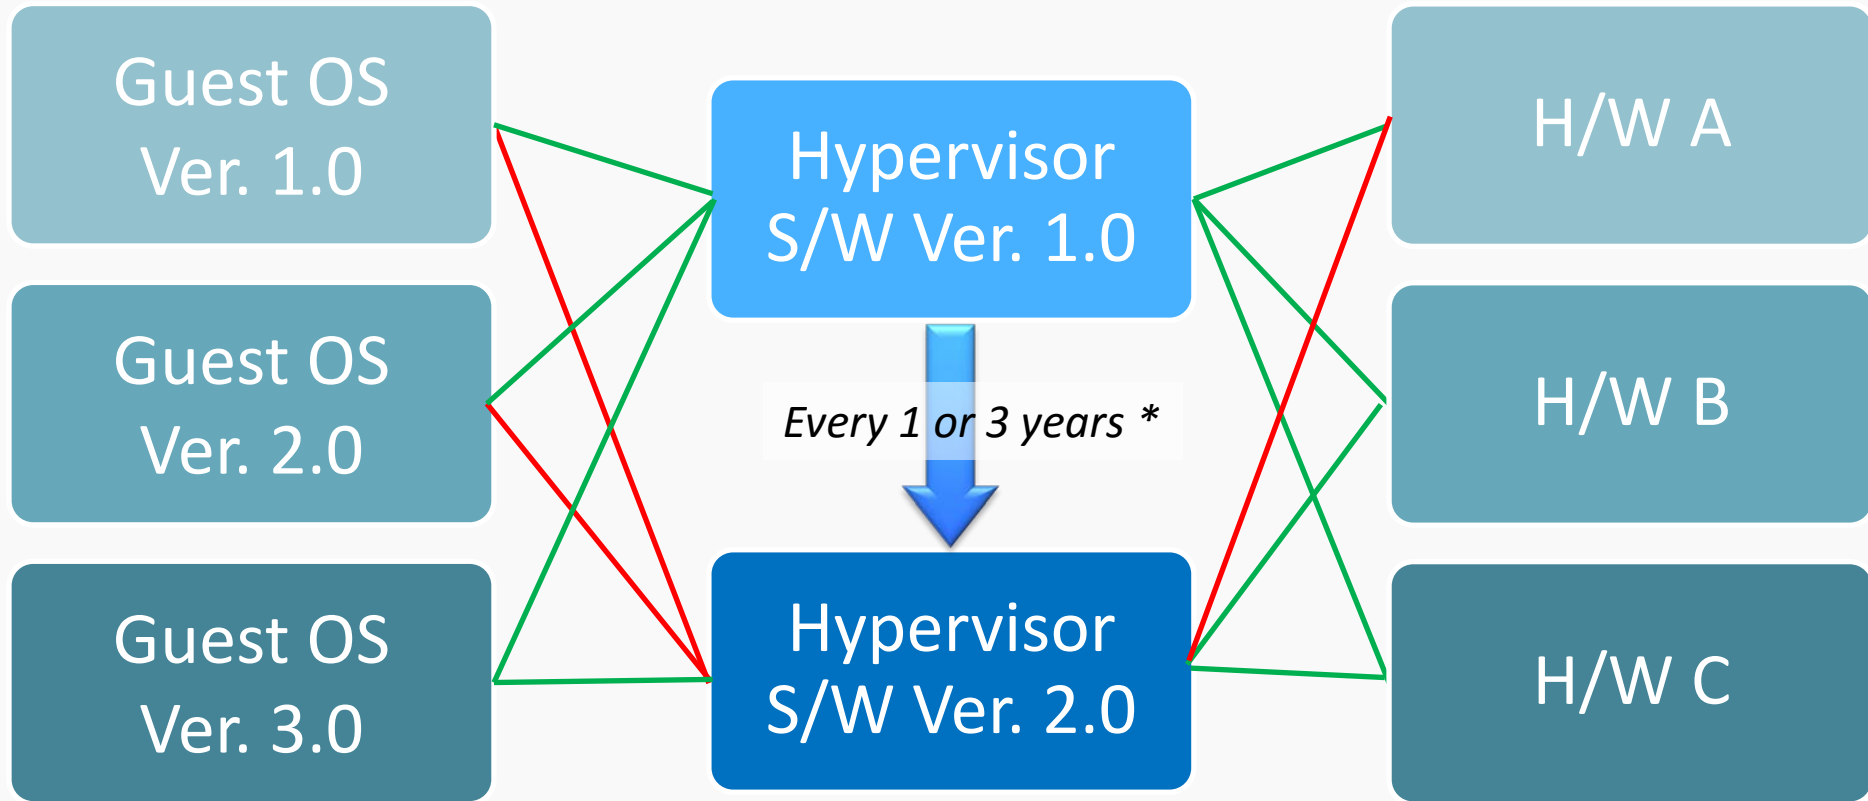 Guest OS
Ver. 1.0
Guest OS
Ver. 2.0
Guest OS
Ver. 3.0
Hypervisor
S/W Ver. 1.0
Every 1 or 3 years *
Hypervisor
S/W Ver. 2.0
H/W A
H/W B
H/W C